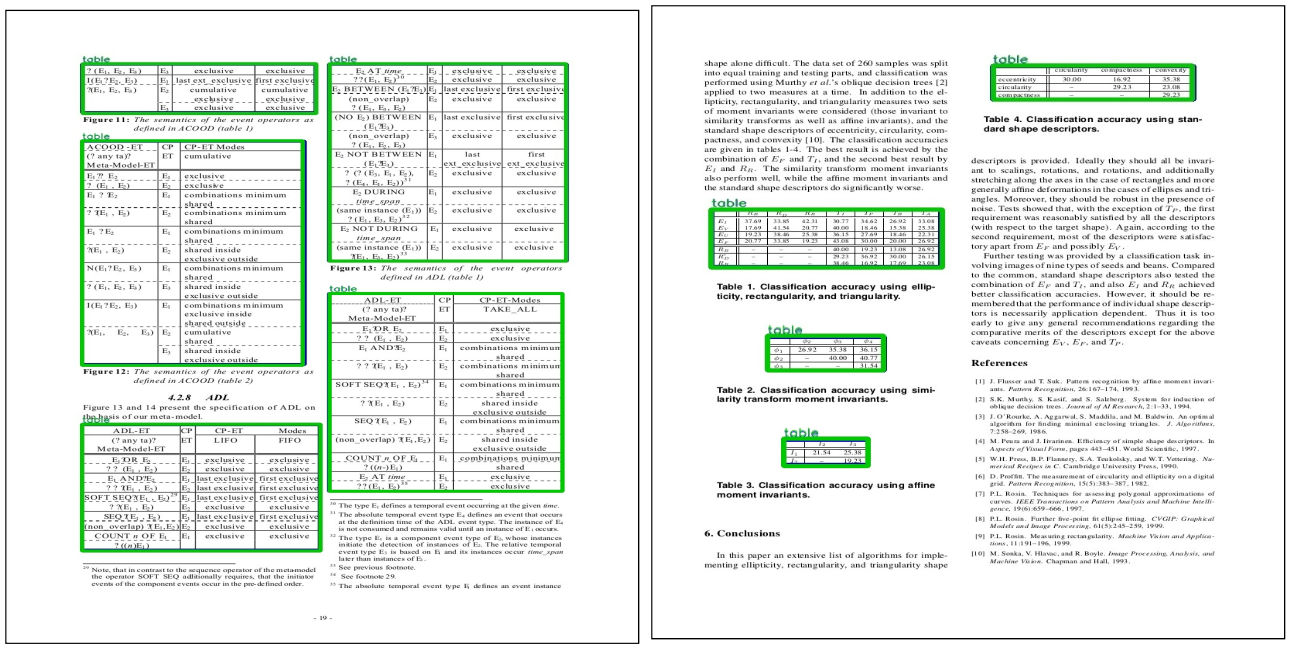 table
? (E₁, E₂, E₃) E₃ exclusive exclusive
I(E₁?E₂, E₃) E₁ last ext_exclusive first exclusive
?(E₁, E₂, E₃) E₂ cumulative cumulative
exclusive exclusive
E₃ exclusive exclusive
Figure 11: The semantics of the event operators as
defined in ACOOD (table 1)
table
ACOOD -ET CP CP-ET Modes
(? any ta)? ET cumulative
Meta-Model-ET
E₁ ?? E₂ E₁ exclusive
? (E₁ , E₂) E₂ exclusive
E₁ ? E₂ E₁ combinations minimum
shared
? ?(E₁ , E₂) E₂ combinations minimum
shared
E₁ ? E₂ E₁ combinations minimum
shared
?(E₁ , E₂) E₂ shared inside
exclusive outside
N(E₁?E₂, E₃) E₁ combinations minimum
shared
? (E₁, E₂, E₃) E₂ shared inside
exclusive outside
I(E₁?E₂, E₃) E₁ combinations minimum
exclusive inside
shared outside
?(E₁, E₂, E₃) E₂ cumulative
shared
E₃ shared inside
exclusive outside
Figure 12: The semantics of the event operators as
defined in ACOOD (table 2)
4.2.8 ADL
Figure 13 and 14 present the specification of ADL on
the basis of our meta-model.
table
ADL-ET CP CP-ET Modes
(? any ta)? ET LIFO FIFO
Meta-Model-ET
E₁?OR E₂ E₁ exclusive exclusive
? ? (E₁ , E₂) E₂ exclusive exclusive
E₁ AND?E₂ E₁ last exclusive first exclusive
? ? ?(E₁ , E₂) E₂ last exclusive first exclusive
SOFT SEQ?(E₁ , E₂)²⁹ E₁ last exclusive first exclusive
? ?(E₁ , E₂) E₂ exclusive exclusive
SEQ?(E₁ , E₂) E₁ last exclusive first exclusive
(non_overlap) ?(E₁,E₂) E₂ exclusive exclusive
COUNT n OF E₁ E₁ exclusive exclusive
? ((n)E₁)
²⁹ Note, that in contrast to the sequence operator of the meta-model
the operator SOFT SEQ additionally requires, that the initiator
events of the component events occur in the pre-defined order.
table
E₂ AT time E₁ exclusive exclusive
??(E₁, E₂)³⁰ E₂ exclusive exclusive
E₂ BETWEEN (E₁?E₃) E₁ last exclusive first exclusive
(non_overlap) E₂ exclusive exclusive
? (E₁, E₃, E₂)
(NO E₂) BETWEEN E₁ last exclusive first exclusive
(E₁?E₃)
(non_overlap) E₃ exclusive exclusive
? (E₁, E₂, E₃)
E₂ NOT BETWEEN E₁ last first
(E₁?E₃) ext_exclusive ext_exclusive
? (? (E₃, E₁, E₂), E₂ exclusive exclusive
? (E₄, E₁, E₂))³¹
E₂ DURING E₁ exclusive exclusive
time_span
(same instance (E₁)) E₂ exclusive exclusive
? (E₁, E₃, E₂)³²
E₂ NOT DURING E₁ exclusive exclusive
time_span
(same instance (E₁)) E₂ exclusive exclusive
?(E₁, E₃, E₂)³³
Figure 13: The semantics of the event operators
defined in ADL (table 1)
table
ADL-ET CP CP-ET-Modes
(? any ta)? ET TAKE_ALL
Meta-Model-ET
E₁?OR E₂ E₁ exclusive
? ? (E₁ , E₂) E₂ exclusive
E₁ AND?E₂ E₁ combinations minimum
shared
? ? ?(E₁ , E₂) E₂ combinations minimum
shared
SOFT SEQ?(E₁ , E₂)³⁴ E₁ combinations minimum
shared
? ?(E₁ , E₂) E₂ shared inside
exclusive outside
SEQ?(E₁ , E₂) E₁ combinations minimum
shared
(non_overlap) ?(E₁,E₂) E₂ shared inside
exclusive outside
COUNT n OF E₁ E₁ combinations minimum
? ((n)E₁) shared
E₂ AT time E₁ exclusive
? ?(E₁, E₂)³⁵ E₂ exclusive
³⁰ The type E₁ defines a temporal event occurring at the given time.
³¹ The absolute temporal event type E₄ defines an event that occurs
at the definition time of the ADL event type. The instance of E₄
is not consumed and remains valid until an instance of E₁ occurs.
³² The type E₁ is a component event type of E₂, whose instances
initiate the detection of instances of E₂. The relative temporal
event type E₃ is based on E₁ and its instances occur time_span
later than instances of E₁.
³³ See previous footnote.
³⁴ See footnote 29.
³⁵ The absolute temporal event type E₁ defines an event instance
- 19 -
shape alone difficult. The data set of 260 samples was split
into equal training and testing parts, and classification was
performed using Murthy et al.'s oblique decision trees [2]
applied to two measures at a time. In addition to the el-
lipticity, rectangularity, and triangularity measures two sets
of moment invariants were considered (those invariant to
similarity transforms as well as affine invariants), and the
standard shape descriptors of eccentricity, circularity, com-
pactness, and convexity [10]. The classification accuracies
are given in tables 1-4. The best result is achieved by the
combination of E_F and T_I, and the second best result by
E_I and R_R. The similarity transform moment invariants
also perform well, while the affine moment invariants and
the standard shape descriptors do significantly worse.
table
E_I 37.69 33.85 42.31 30.77 34.62 26.92 33.08
E_V 17.69 41.54 20.77 40.00 18.46 15.38 25.38
E_E 19.23 38.46 25.38 36.15 27.69 18.46 22.31
E_F 20.77 33.85 19.23 43.08 30.00 20.00 26.92
– – – 40.00 19.23 13.08 26.92
– – – 29.23 36.92 30.00 26.15
– – – 38.46 16.92 17.69 23.08
Table 1. Classification accuracy using ellip-
ticity, rectangularity, and triangularity.
table
ϕ₂ ϕ₃ ϕ₄
ϕ₁ 26.92 35.38 36.15
ϕ₂ – 40.00 40.77
ϕ₃ – – 31.54
Table 2. Classification accuracy using simi-
larity transform moment invariants.
table
I₂ I₃
I₁ 21.54 25.38
I₂ – 19.23
Table 3. Classification accuracy using affine
moment invariants.
6. Conclusions
In this paper an extensive list of algorithms for imple-
menting ellipticity, rectangularity, and triangularity shape
table
circularity compactness convexity
eccentricity 30.00 16.92 35.38
circularity – 29.23 23.08
compactness – – 29.23
Table 4. Classification accuracy using stan-
dard shape descriptors.
descriptors is provided. Ideally they should all be invari-
ant to scalings, rotations, and rotations, and additionally
stretching along the axes in the case of rectangles and more
generally affine deformations in the cases of ellipses and tri-
angles. Moreover, they should be robust in the presence of
noise. Tests showed that, with the exception of T_P, the first
requirement was reasonably satisfied by all the descriptors
(with respect to the target shape). Again, according to the
second requirement, most of the descriptors were satisfac-
tory apart from E_F and possibly E_V.
Further testing was provided by a classification task in-
volving images of nine types of seeds and beans. Compared
to the common, standard shape descriptors also tested the
combination of E_F and T_I, and also E_I and R_R achieved
better classification accuracies. However, it should be re-
membered that the performance of individual shape descrip-
tors is necessarily application dependent. Thus it is too
early to give any general recommendations regarding the
comparative merits of the descriptors except for the above
caveats concerning E_V, E_F, and T_P.
References
[1] J. Flusser and T. Suk. Pattern recognition by affine moment invari-
ants. Pattern Recognition, 26:167–174, 1993.
[2] S.K. Murthy, S. Kasif, and S. Salzberg. System for induction of
oblique decision trees. Journal of AI Research, 2:1–33, 1994.
[3] J. O'Rourke, A. Aggarwal, S. Maddila, and M. Baldwin. An optimal
algorithm for finding minimal enclosing triangles. J. Algorithms,
7:258–269, 1986.
[4] M. Peura and J. Iivarinen. Efficiency of simple shape descriptors. In
Aspects of Visual Form, pages 443–451. World Scientific, 1997.
[5] W.H. Press, B.P. Flannery, S.A. Teukolsky, and W.T. Vettering. Nu-
merical Recipes in C. Cambridge University Press, 1990.
[6] D. Proffitt. The measurement of circularity and ellipticity on a digital
grid. Pattern Recognition, 15(5):383–387, 1982.
[7] P.L. Rosin. Techniques for assessing polygonal approximations of
curves. IEEE Transactions on Pattern Analysis and Machine Intelli-
gence, 19(6):659–666, 1997.
[8] P.L. Rosin. Further five-point fit ellipse fitting. CVGIP: Graphical
Models and Image Processing, 61(5):245–259, 1999.
[9] P.L. Rosin. Measuring rectangularity. Machine Vision and Applica-
tions, 11:191–196, 1999.
[10] M. Sonka, V. Hlavac, and R. Boyle. Image Processing, Analysis, and
Machine Vision. Chapman and Hall, 1993.